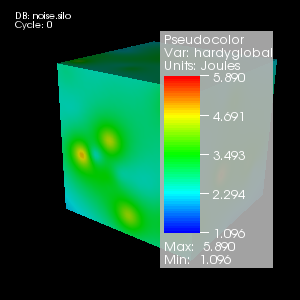 DB: noise.silo
Cycle: 0
Pseudocolor
Var: hardyglobal
Units: Joules
5.890
4.691
3.493
2.294
1.096
Max: 5.890
Min: 1.096